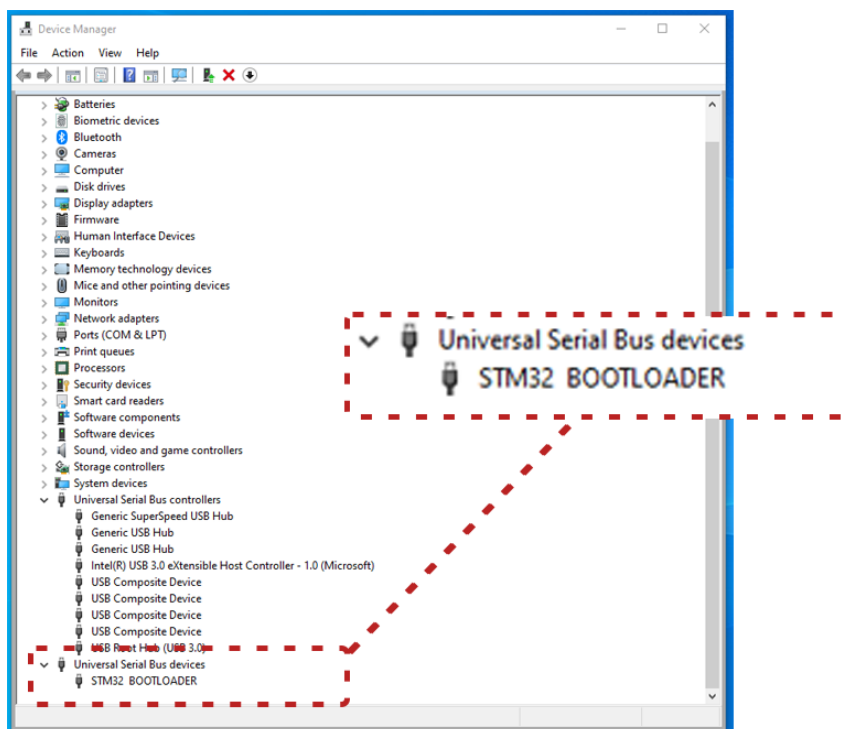 Device Manager
File Action View Help
Batteries
Biometric devices
Bluetooth
Cameras
Computer
Disk drives
Display adapters
Firmware
Human Interface Devices
Keyboards
Memory technology devices
Mice and other pointing devices
Monitors
Network adapters
Ports (COM & LPT)
Print queues
Processors
Security devices
Smart card readers
Software components
Software devices
Sound, video and game controllers
Storage controllers
System devices
Universal Serial Bus controllers
Generic SuperSpeed USB Hub
Generic USB Hub
Generic USB Hub
Intel(R) USB 3.0 eXtensible Host Controller - 1.0 (Microsoft)
USB Composite Device
USB Composite Device
USB Composite Device
USB Composite Device
USB Root Hub (USB 3.0)
Universal Serial Bus devices
STM32 BOOTLOADER
Universal Serial Bus devices
STM32 BOOTLOADER